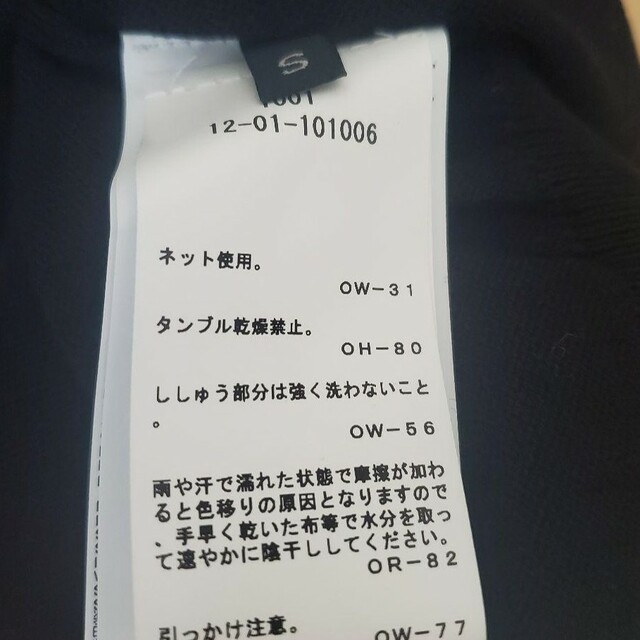 S
12-01-101006
ネット使用。
OW-31
タンブル乾燥禁止。
OH-80
ししゅう部分は強く洗わないこと
。
OW-56
雨や汗で濡れた状態で摩擦が加わ
ると色移りの原因となりますので
、手早く乾いた布等で水分を取っ
て速やかに陰干ししてください。
OR-82
引っかけ注意。
OW-77